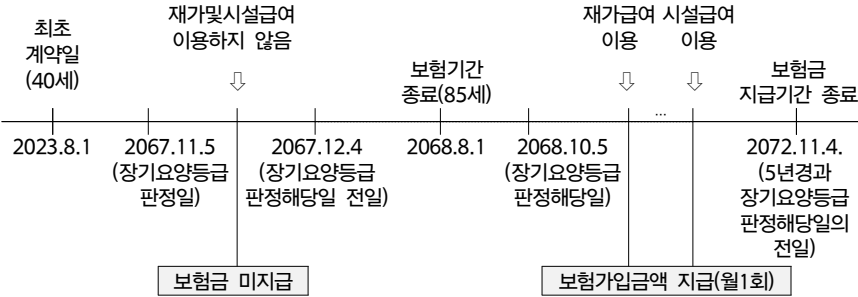 최초
계약일
(40세)
재가및시설급여
이용하지 않음
보험기간
종료(85세)
재가급여
이용
시설급여
이용
보험금
지급기간 종료
...
2023.8.1
2067.11.5
(장기요양등급
판정일)
2067.12.4
(장기요양등급
판정해당일 전일)
2068.8.1
2068.10.5
(장기요양등급
판정해당일)
2072.11.4.
(5년경과
장기요양등급
판정해당일의
전일)
보험금 미지급
보험가입금액 지급(월1회)